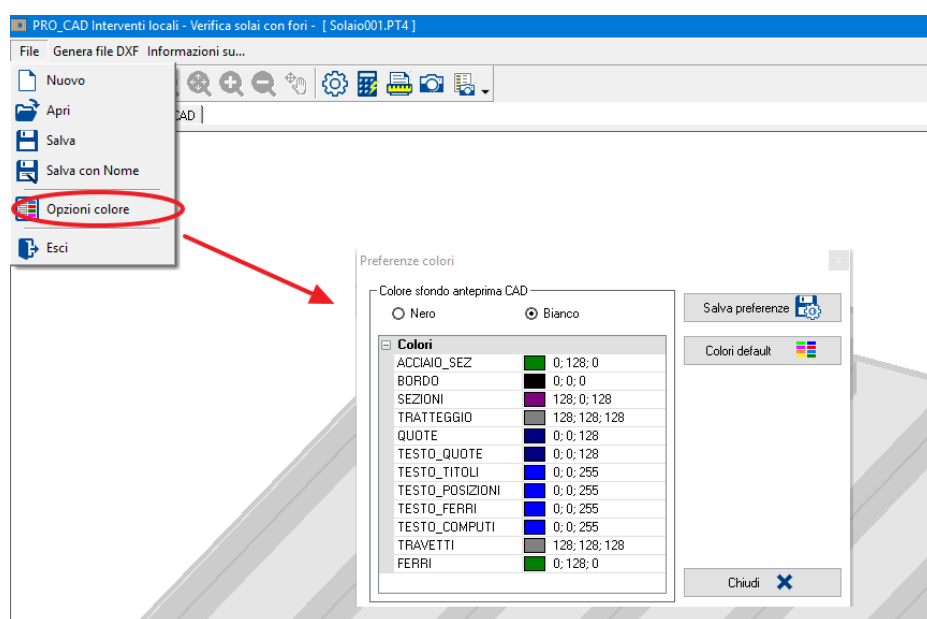 PRO_CAD Interventi locali - Verifica solai con fori - [ Solaio001.PT4 ]
File Genera file DXF Informazioni su...
Nuovo
Apri
CAD
Salva
Salva con Nome
Opzioni colore
Esci
Preferenze colori
Colore sfondo anteprima CAD
Nero Bianco
Salva preferenze
Colori default
Colori
ACCIAIO_SEZ 0; 128; 0
BORDO 0; 0; 0
SEZIONI 128; 0; 128
TRATTEGGIO 128; 128; 128
QUOTE 0; 0; 128
TESTO_QUOTE 0; 0; 128
TESTO_TITOLI 0; 0; 255
TESTO_POSIZIONI 0; 0; 255
TESTO_FERRI 0; 0; 255
TESTO_COMPUTI 0; 0; 255
TRAVETTI 128; 128; 128
FERRI 0; 128; 0
Chiudi